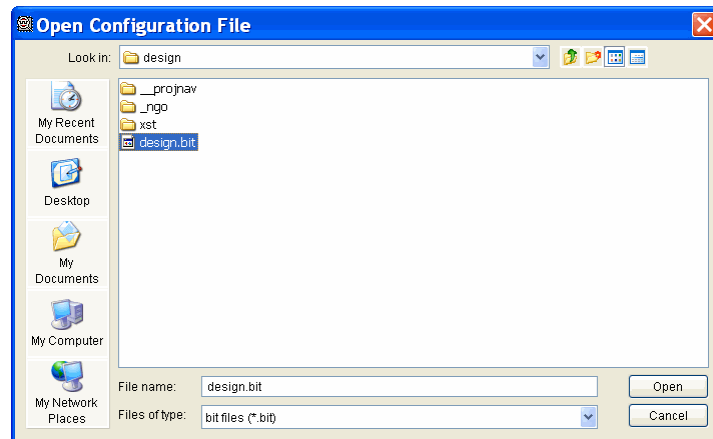 Open Configuration File
Look in:
design
My Recent
Documents
Desktop
My
Documents
My Computer
My Network
Places
__projnav
_ngo
xst
design.bit
File name:
design.bit
Open
Files of type:
bit files (*.bit)
Cancel